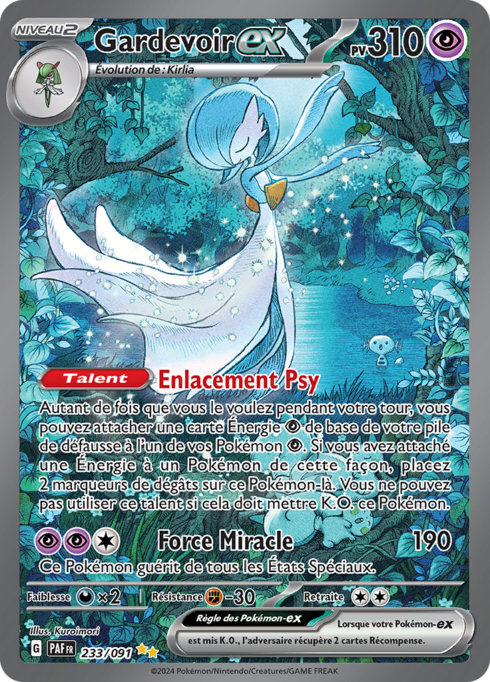 NIVEAU 2
Gardevoir ex
PV 310
Évolution de : Kirlia
Talent Enlacement Psy
Autant de fois que vous le voulez pendant votre tour, vous
pouvez attacher une carte Énergie de base de votre pile
de défausse à l'un de vos Pokémon . Si vous avez attaché
une Énergie à un Pokémon de cette façon, placez
2 marqueurs de dégâts sur ce Pokémon-là. Vous ne pouvez
pas utiliser ce talent si cela doit mettre K.O. ce Pokémon.
Force Miracle 190
Ce Pokémon guérit de tous les États Spéciaux.
Faiblesse ×2 Résistance -30 Retraite
Illus. Kuroimori
G PAF FR 233/091
Règle des Pokémon-ex
Lorsque votre Pokémon-ex
est mis K.O., l'adversaire récupère 2 cartes Récompense.
©2024 Pokémon/Nintendo/Creatures/GAME FREAK